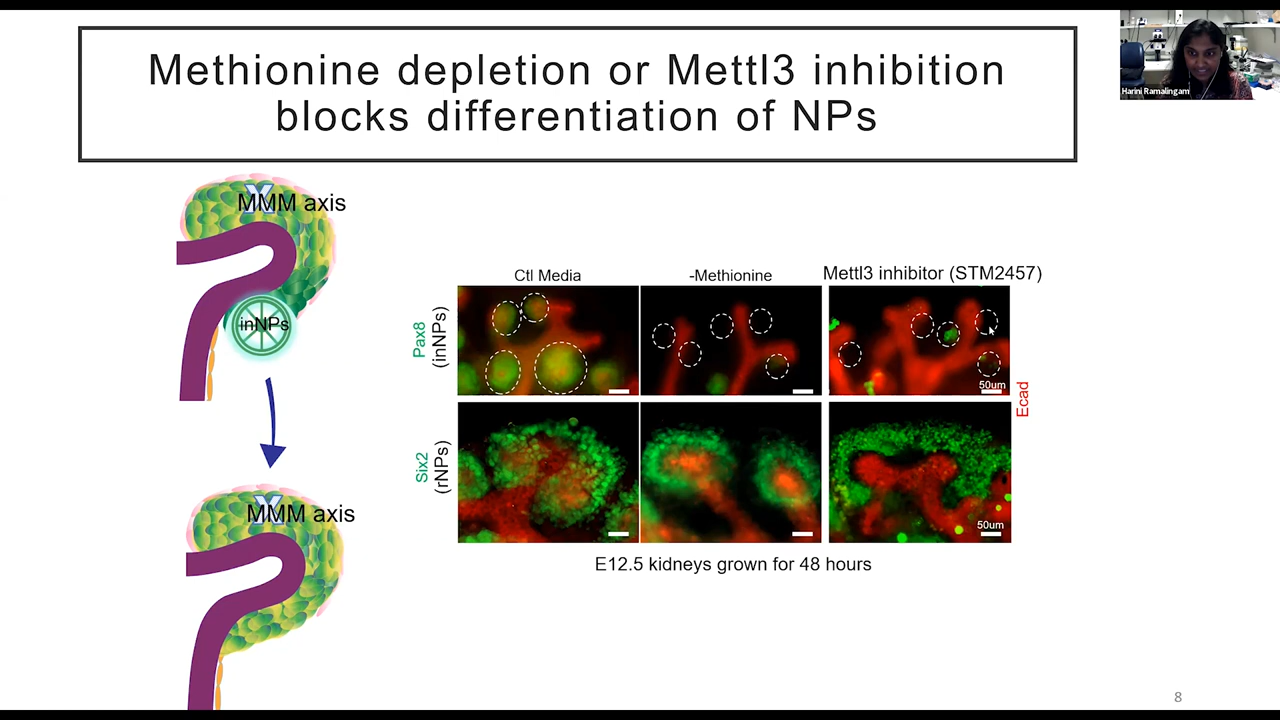 Methionine depletion or Mettl3 inhibition
blocks differentiation of NPs
Harini Ramalingam
MMM axis
inNPs
MMM axis
Ctl Media
-Methionine
Mettl3 inhibitor (STM2457)
Pax8
(inNPs)
50um
Ecad
Six2
(rNPs)
50um
E12.5 kidneys grown for 48 hours
8